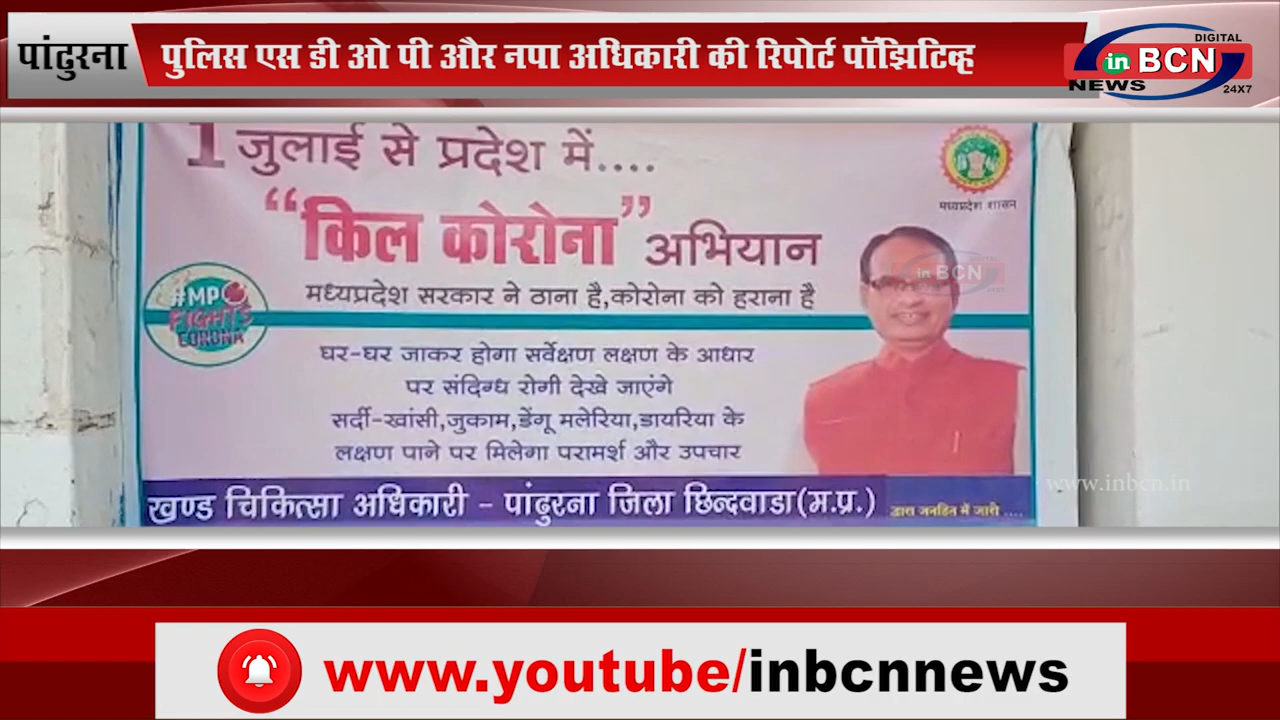 पांढुरना
पुलिस एस डी ओ पी और नपा अधिकारी की रिपोर्ट पॉझिटिव्ह
DIGITAL
in BCN
NEWS
24X7
1 जुलाई से प्रदेश में....
“किल कोरोना” अभियान
मध्यप्रदेश शासन
मध्यप्रदेश सरकार ने ठाना है,कोरोना को हराना है
#MP
FIGHTS
CORONA
घर-घर जाकर होगा सर्वेक्षण लक्षण के आधार
पर संदिग्ध रोगी देखे जाएंगे
सर्दी-खांसी,जुकाम,डेंगू मलेरिया,डायरिया के
लक्षण पाने पर मिलेगा परामर्श और उपचार
खण्ड चिकित्सा अधिकारी - पांढुरना जिला छिन्दवाडा(म.प्र.)
द्वारा जनहित में जारी ....
in BCN
www.inbcn.in
www.youtube/inbcnnews